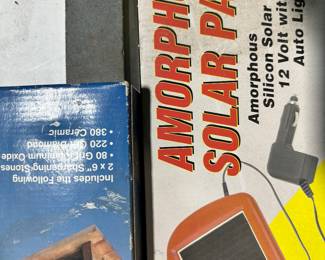 AMORPH
SOLAR PA
Amorphous
Silicon Solar
12 Volt wit
Auto Lig
Includes the Following
• 2 x 6" Sharpening Stones
• 80 Grit Aluminum Oxide
• 220 Grit Diamond
• 380 Ceramic